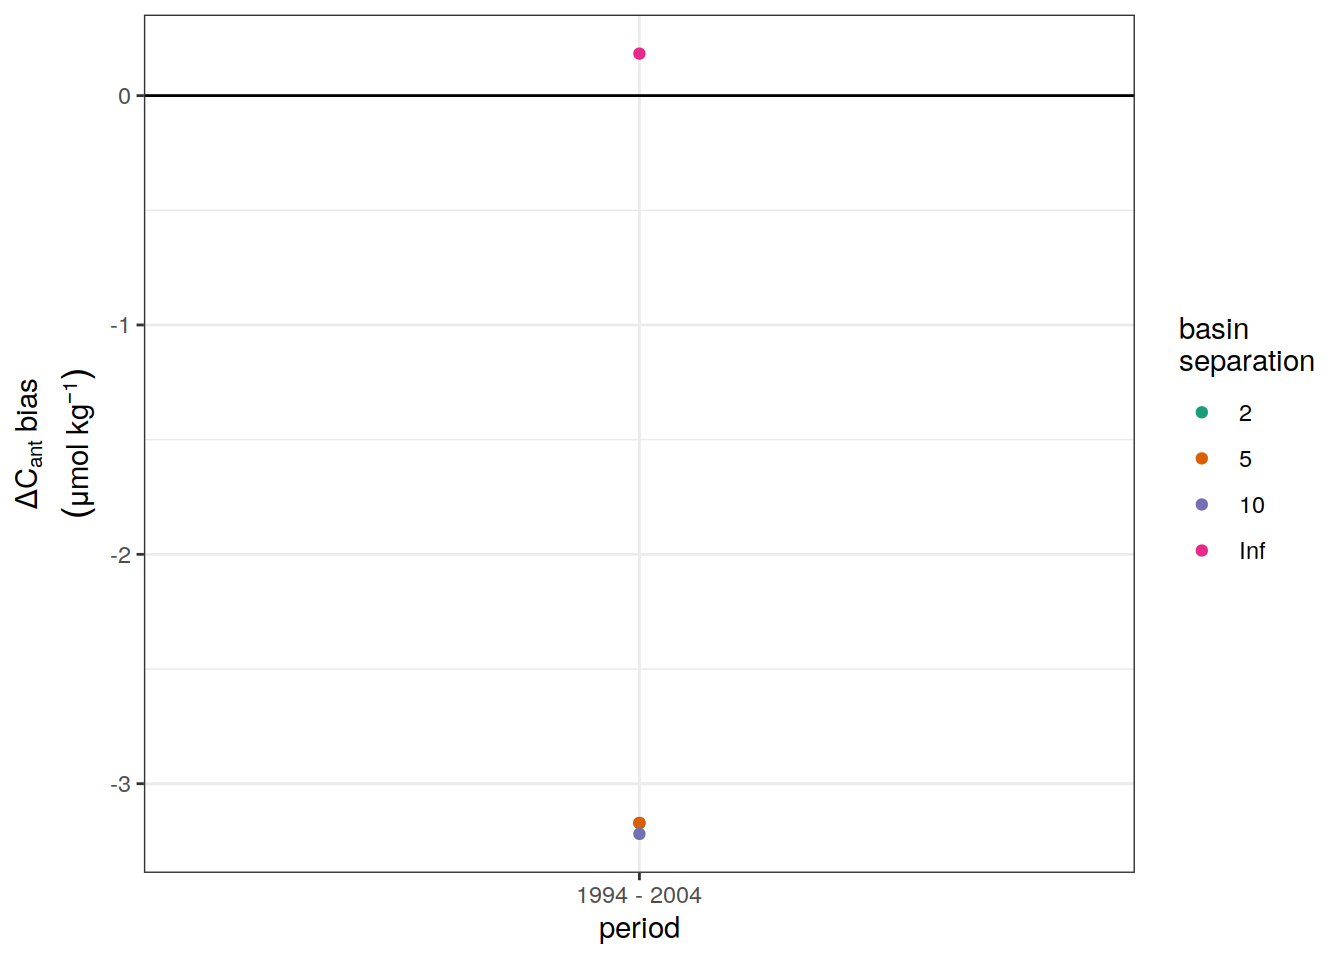 0
-1
-2
-3
ΔCant bias
(μmol kg⁻¹)
1994 - 2004
period
basin
separation
2
5
10
Inf